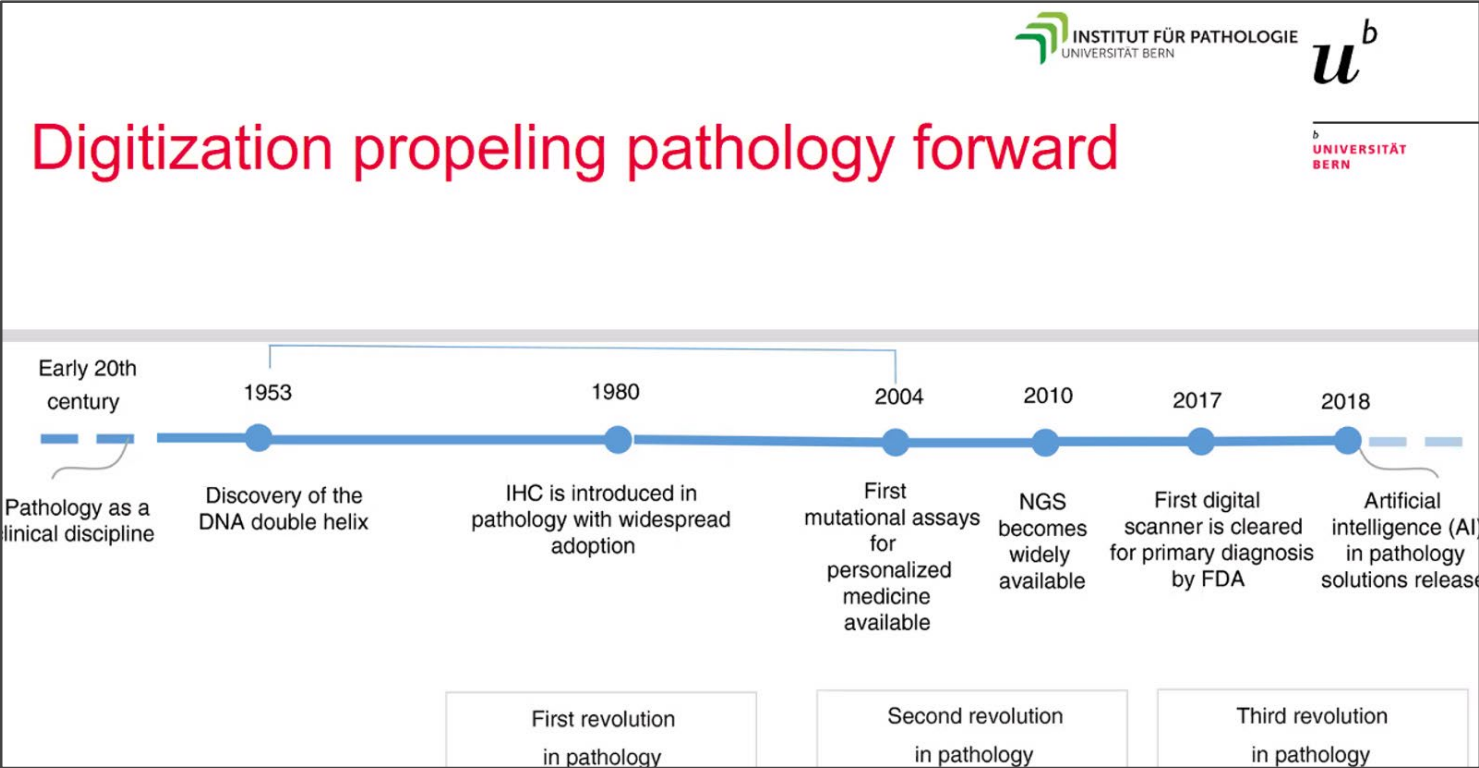 INSTITUT FÜR PATHOLOGIE
UNIVERSITÄT BERN
u b
b
UNIVERSITÄT
BERN
Digitization propeling pathology forward
Early 20th
century
Pathology as a
linical discipline
1953
Discovery of the
DNA double helix
1980
IHC is introduced in
pathology with widespread
adoption
2004
First
mutational assays
for
personalized
medicine
available
2010
NGS
becomes
widely
available
2017
First digital
scanner is cleared
for primary diagnosis
by FDA
2018
Artificial
intelligence (AI)
in pathology
solutions release
First revolution
in pathology
Second revolution
in pathology
Third revolution
in pathology